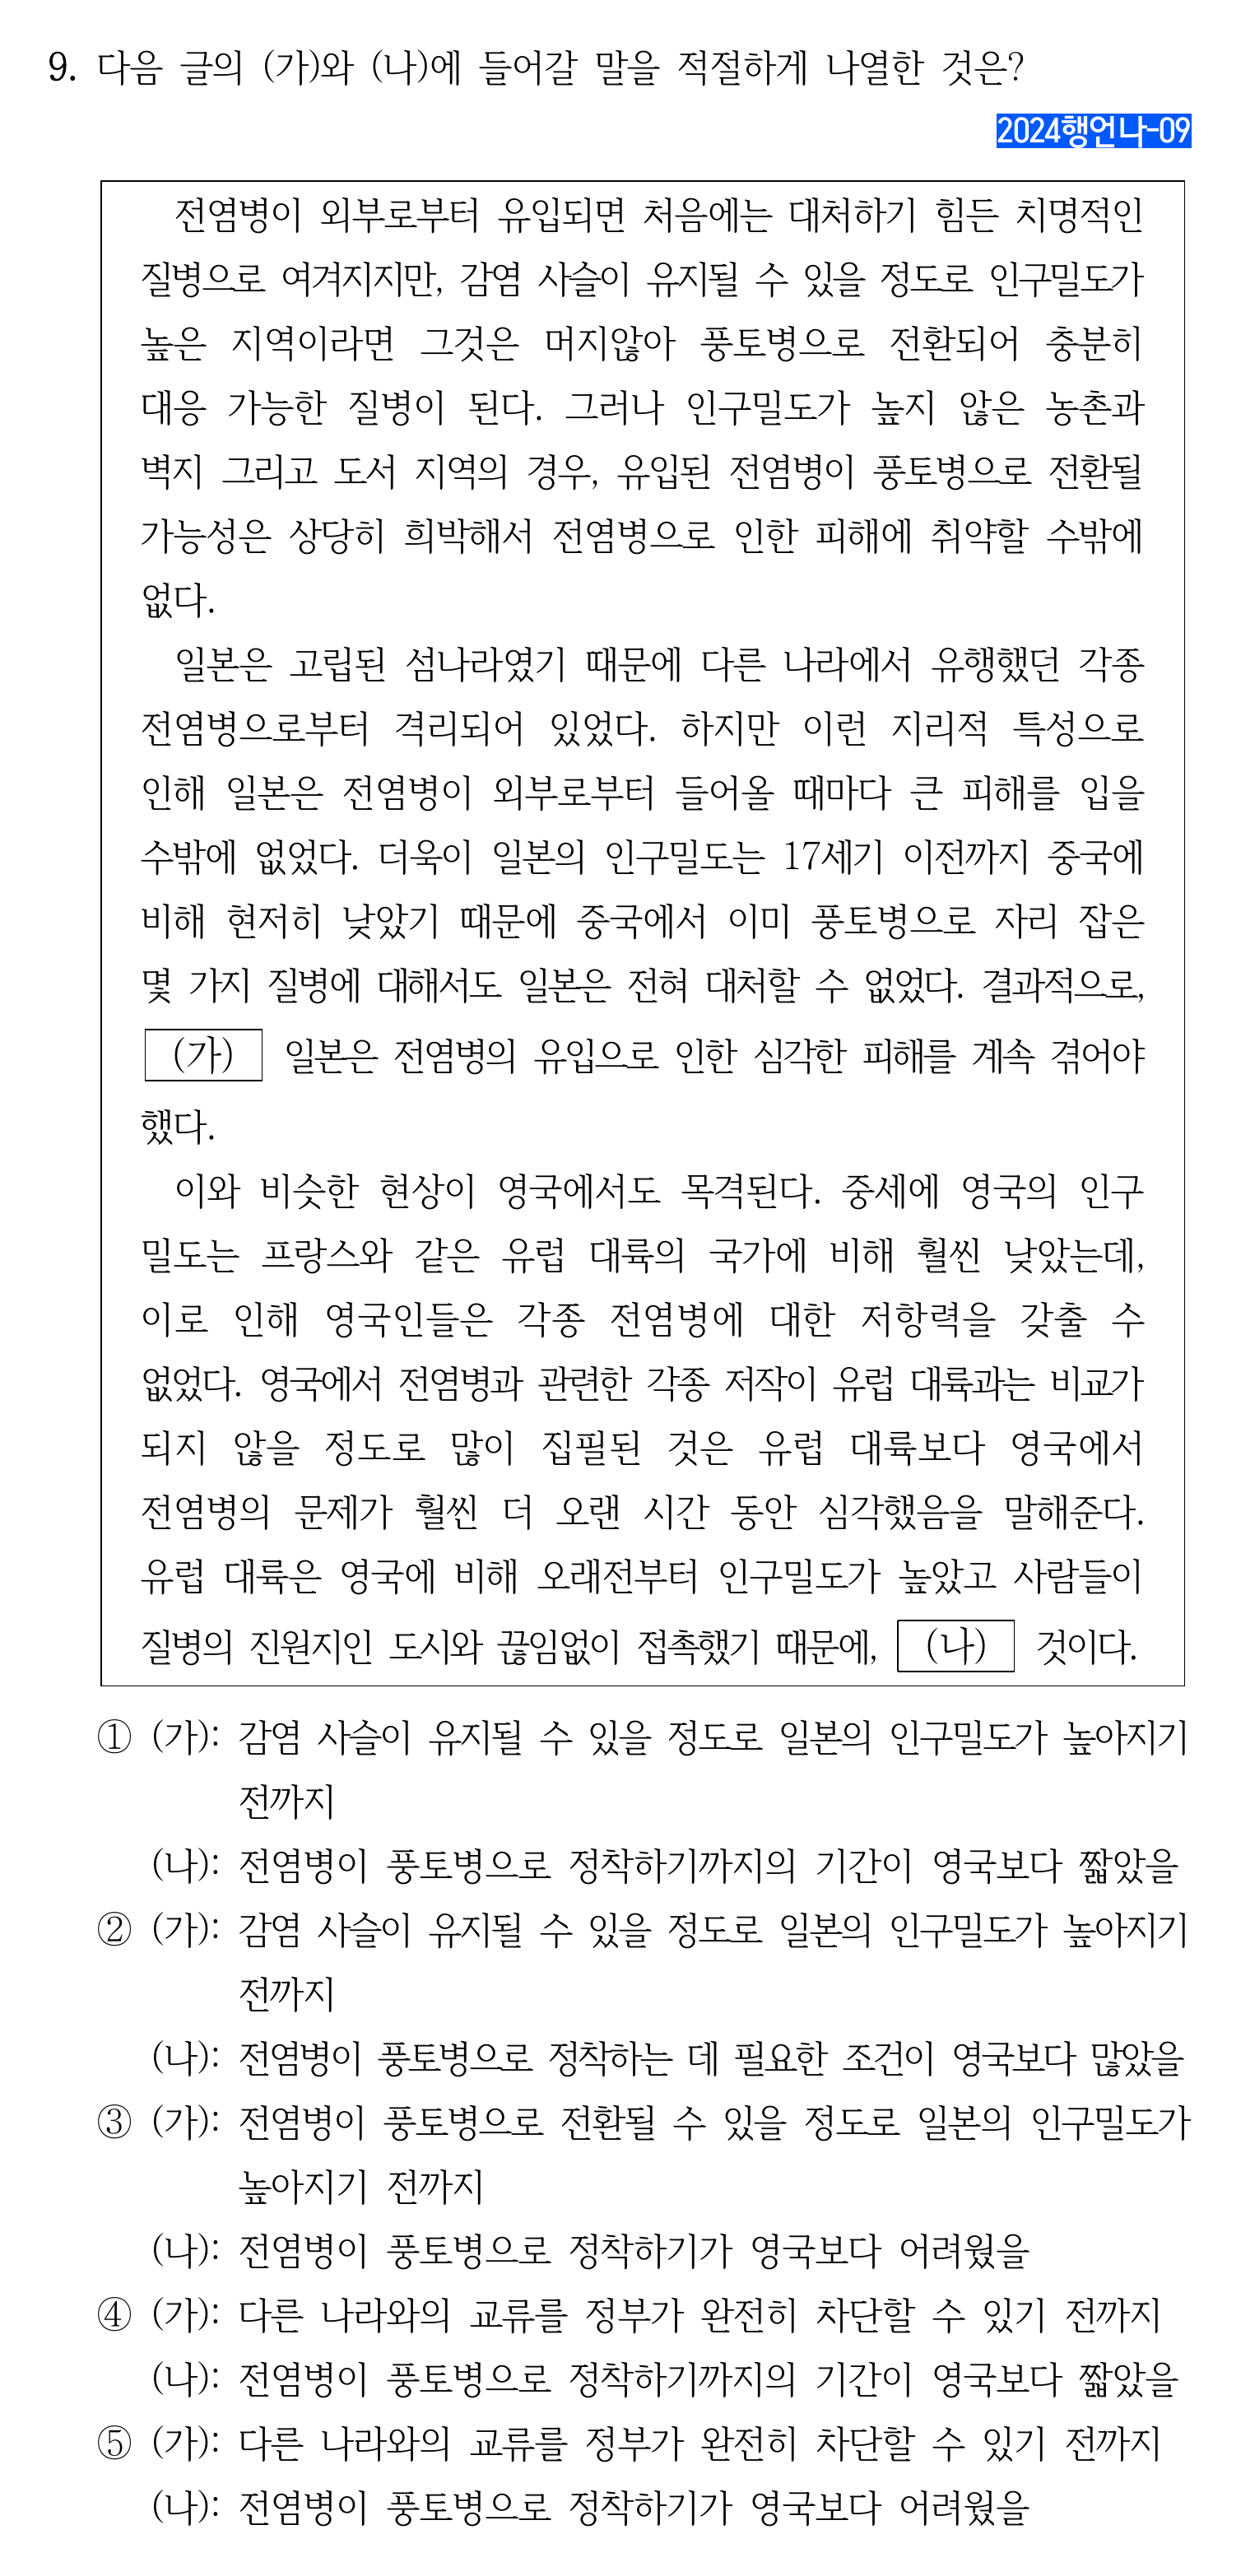 9. 다음 글의 (가)와 (나)에 들어갈 말을 적절하게 나열한 것은?
2024행언나-09
전염병이 외부로부터 유입되면 처음에는 대처하기 힘든 치명적인
질병으로 여겨지지만, 감염 사슬이 유지될 수 있을 정도로 인구밀도가
높은 지역이라면 그것은 머지않아 풍토병으로 전환되어 충분히
대응 가능한 질병이 된다. 그러나 인구밀도가 높지 않은 농촌과
벽지 그리고 도서 지역의 경우, 유입된 전염병이 풍토병으로 전환될
가능성은 상당히 희박해서 전염병으로 인한 피해에 취약할 수밖에
없다.
일본은 고립된 섬나라였기 때문에 다른 나라에서 유행했던 각종
전염병으로부터 격리되어 있었다. 하지만 이런 지리적 특성으로
인해 일본은 전염병이 외부로부터 들어올 때마다 큰 피해를 입을
수밖에 없었다. 더욱이 일본의 인구밀도는 17세기 이전까지 중국에
비해 현저히 낮았기 때문에 중국에서 이미 풍토병으로 자리 잡은
몇 가지 질병에 대해서도 일본은 전혀 대처할 수 없었다. 결과적으로,
(가) 일본은 전염병의 유입으로 인한 심각한 피해를 계속 겪어야
했다.
이와 비슷한 현상이 영국에서도 목격된다. 중세에 영국의 인구
밀도는 프랑스와 같은 유럽 대륙의 국가에 비해 훨씬 낮았는데,
이로 인해 영국인들은 각종 전염병에 대한 저항력을 갖출 수
없었다. 영국에서 전염병과 관련한 각종 저작이 유럽 대륙과는 비교가
되지 않을 정도로 많이 집필된 것은 유럽 대륙보다 영국에서
전염병의 문제가 훨씬 더 오랜 시간 동안 심각했음을 말해준다.
유럽 대륙은 영국에 비해 오래전부터 인구밀도가 높았고 사람들이
질병의 진원지인 도시와 끊임없이 접촉했기 때문에, (나) 것이다.
① (가): 감염 사슬이 유지될 수 있을 정도로 일본의 인구밀도가 높아지기
전까지
(나): 전염병이 풍토병으로 정착하기까지의 기간이 영국보다 짧았을
② (가): 감염 사슬이 유지될 수 있을 정도로 일본의 인구밀도가 높아지기
전까지
(나): 전염병이 풍토병으로 정착하는 데 필요한 조건이 영국보다 많았을
③ (가): 전염병이 풍토병으로 전환될 수 있을 정도로 일본의 인구밀도가
높아지기 전까지
(나): 전염병이 풍토병으로 정착하기가 영국보다 어려웠을
④ (가): 다른 나라와의 교류를 정부가 완전히 차단할 수 있기 전까지
(나): 전염병이 풍토병으로 정착하기까지의 기간이 영국보다 짧았을
⑤ (가): 다른 나라와의 교류를 정부가 완전히 차단할 수 있기 전까지
(나): 전염병이 풍토병으로 정착하기가 영국보다 어려웠을